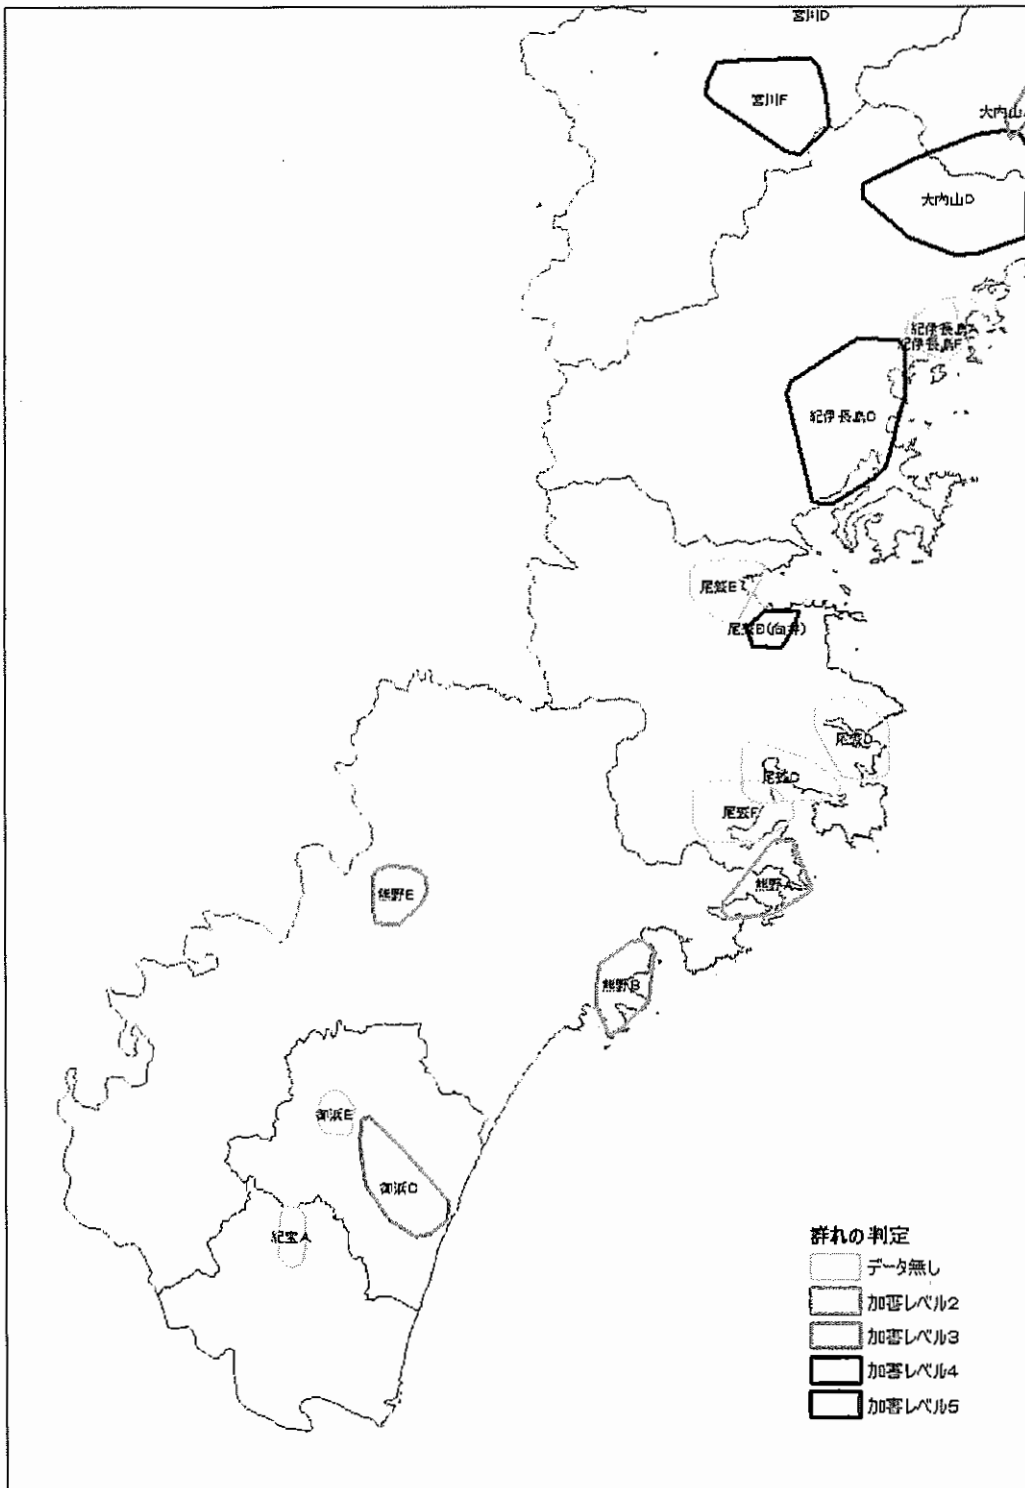 宮川D
宮川F
大内山
大内山D
紀伊長島A
紀伊長島E
紀伊長島C
尾鷲E
尾鷲B(向井)
尾鷲D
尾鷲C
尾鷲F
熊野A
熊野E
熊野B
御浜E
御浜C
紀宝A
群れの判定
データ無し
加害レベル2
加害レベル3
加害レベル4
加害レベル5